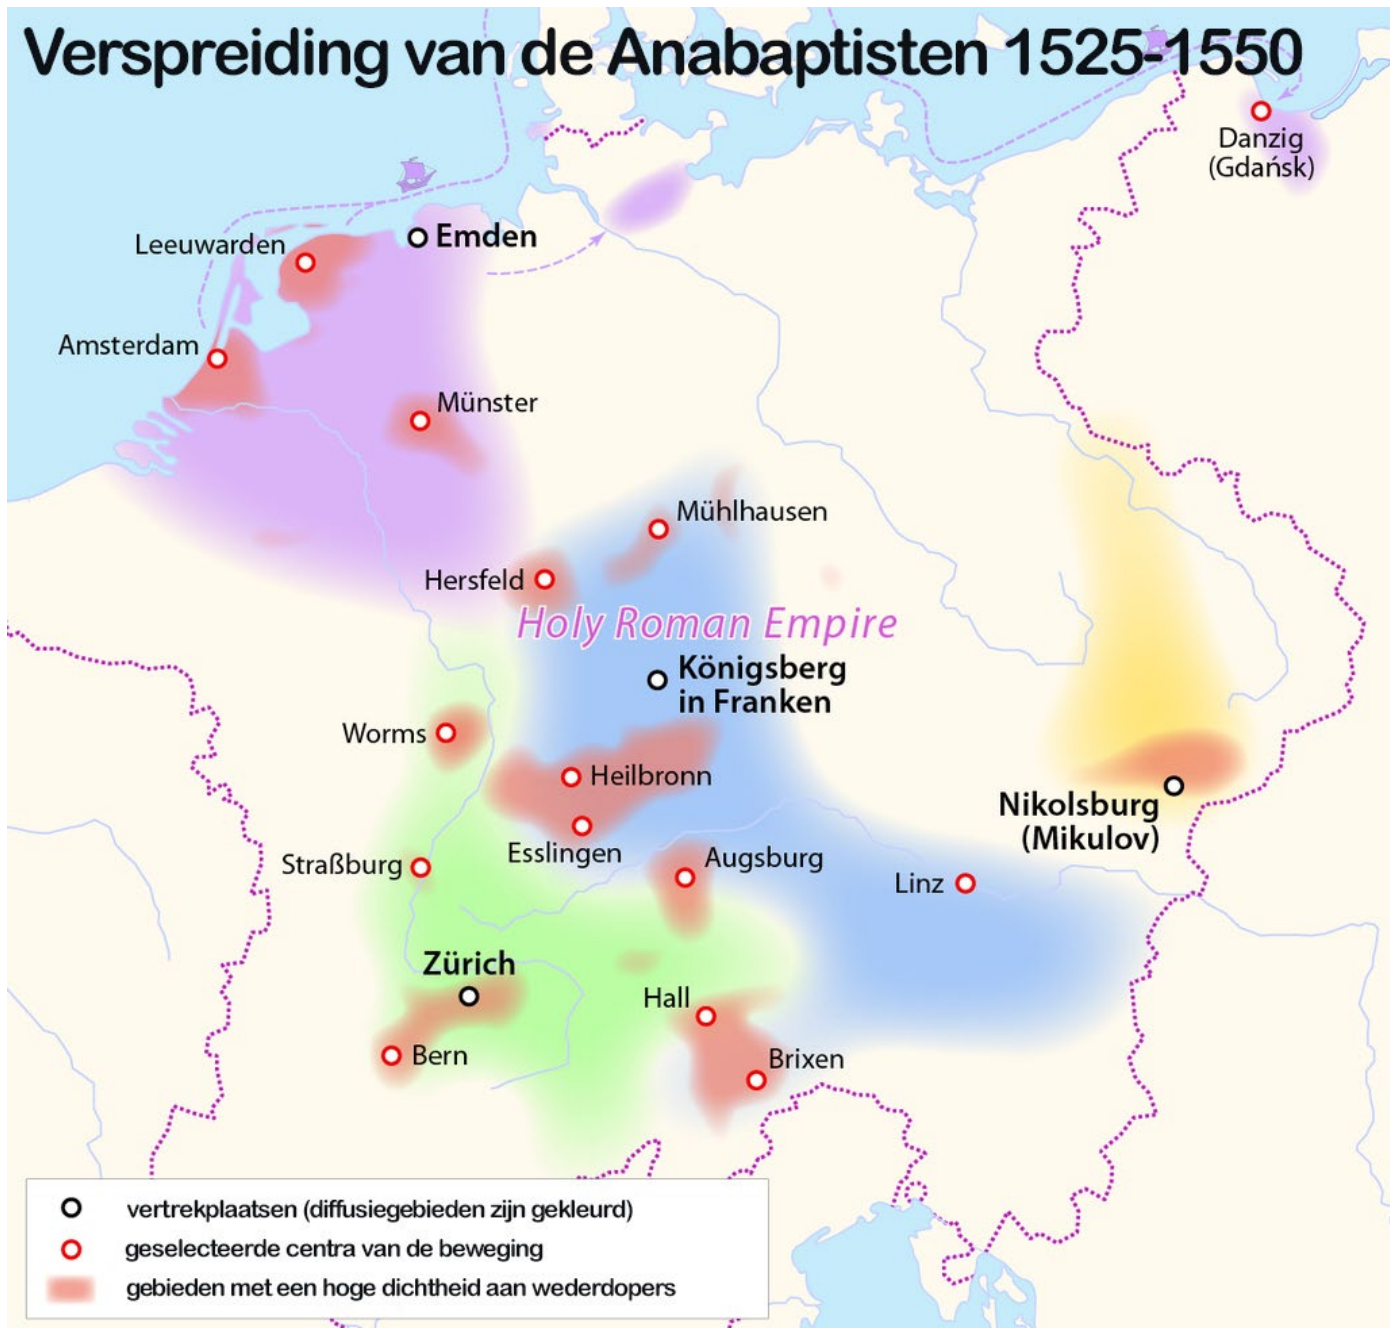 Verspreiding van de Anabaptisten 1525-1550
Danzig
(Gdańsk)
Leeuwarden
Emden
Amsterdam
Münster
Mühlhausen
Hersfeld
Holy Roman Empire
Königsberg
in Franken
Worms
Heilbronn
Nikolsburg
(Mikulov)
Esslingen
Straßburg
Augsburg
Linz
Zürich
Hall
Bern
Brixen
vertrekplaatsen (diffusiegebieden zijn gekleurd)
geselecteerde centra van de beweging
gebieden met een hoge dichtheid aan wederdopers